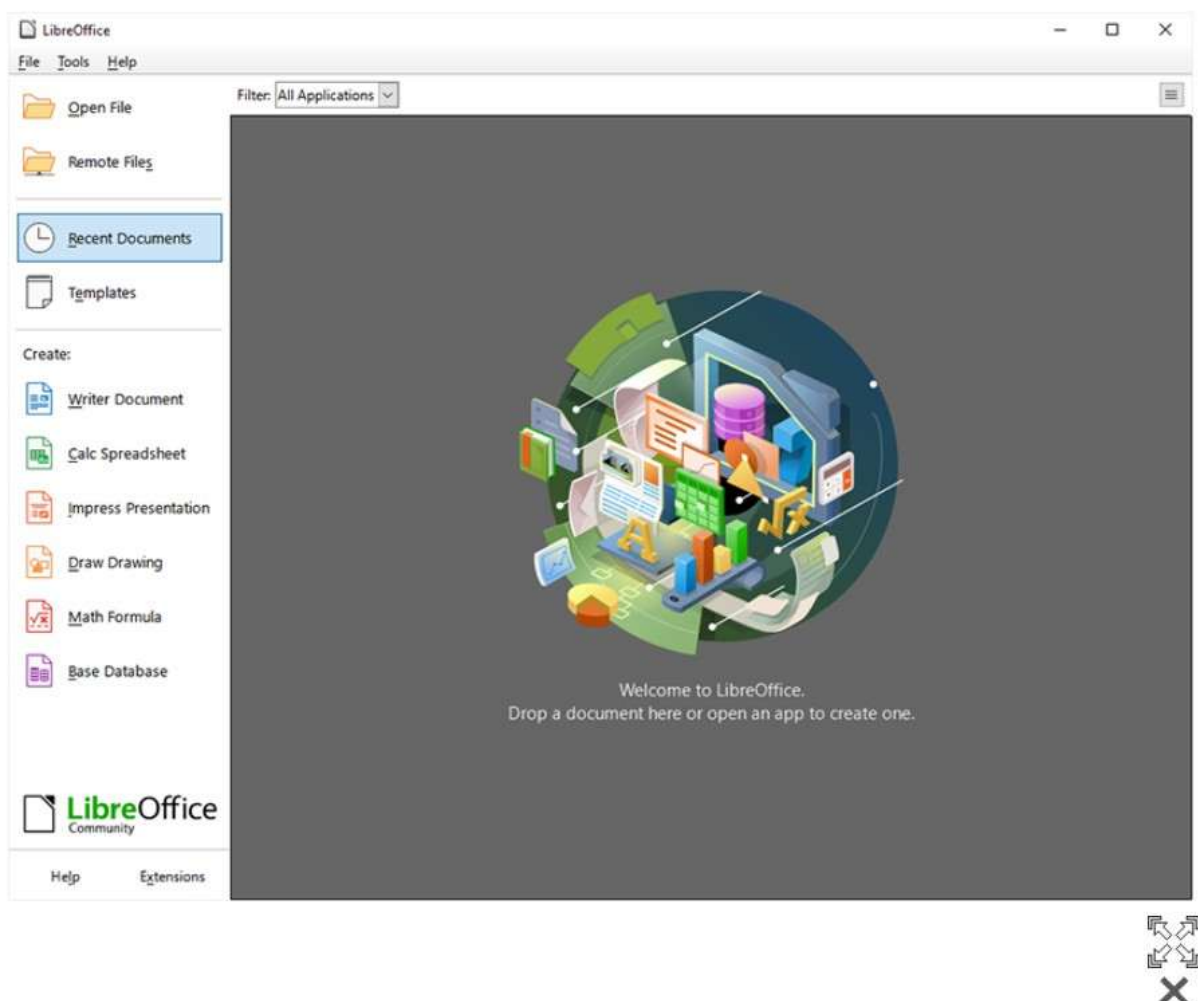 LibreOffice
File Tools Help
Open File
Remote Files
Recent Documents
Templates
Create:
Writer Document
Calc Spreadsheet
Impress Presentation
Draw Drawing
Math Formula
Base Database
LibreOffice
Community
Help Extensions
Filter: All Applications
Welcome to LibreOffice.
Drop a document here or open an app to create one.